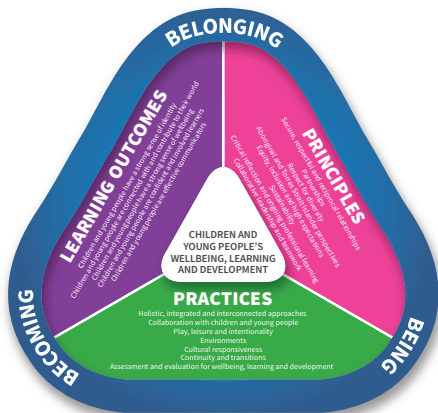 BELONGING
LEARNING OUTCOMES
Children and young people have a strong sense of identity
Children and young people are connected with and contribute to their world
Children and young people have a strong sense of wellbeing
Children and young people are confident and involved learners
Children and young people are effective communicators
PRINCIPLES
Secure, respectful and reciprocal relationships
Partnerships
Respect for diversity
Aboriginal and Torres Strait Islander perspectives
Equity, inclusion and high expectations
Sustainability
Critical reflection and ongoing professional learning
Collaborative leadership and teamwork
CHILDREN AND
YOUNG PEOPLE'S
WELLBEING, LEARNING
AND DEVELOPMENT
PRACTICES
Holistic, integrated and interconnected approaches
Collaboration with children and young people
Play, leisure and intentionality
Environments
Cultural responsiveness
Continuity and transitions
Assessment and evaluation for wellbeing, learning and development
BECOMING
BEING